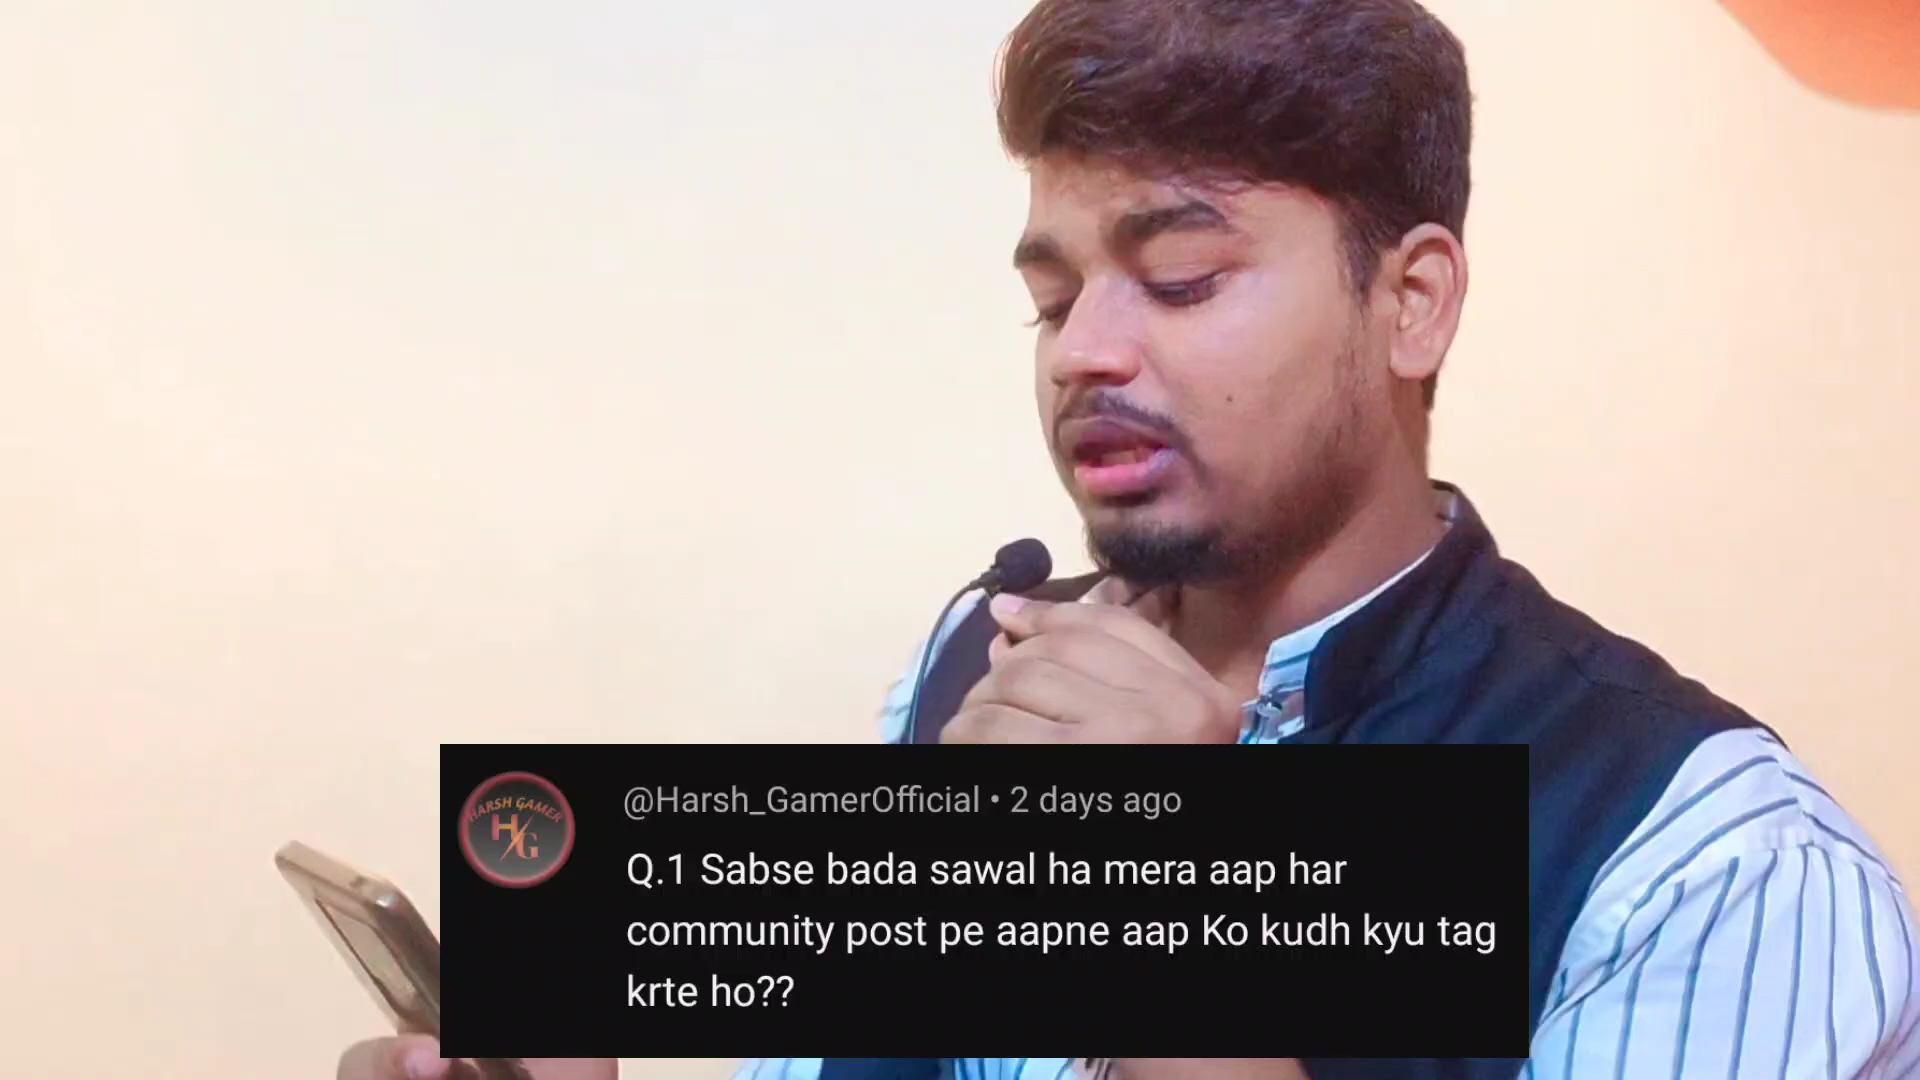 HARSH GAMER
H/G
@Harsh_GamerOfficial • 2 days ago
Q.1 Sabse bada sawal ha mera aap har
community post pe aapne aap Ko kudh kyu tag
krte ho??